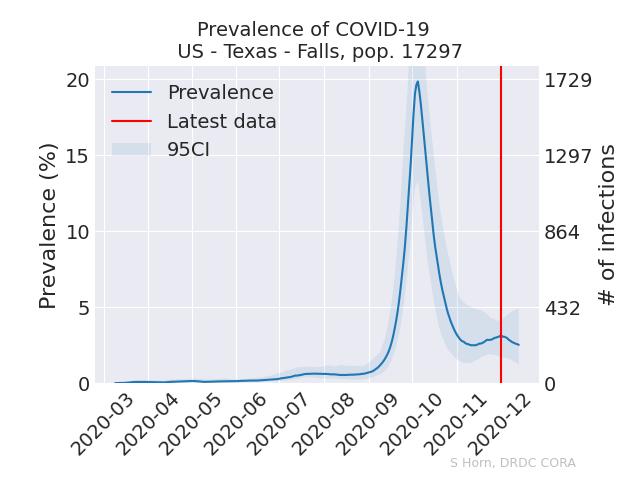 Prevalence of COVID-19
US - Texas - Falls, pop. 17297
Prevalence
Latest data
95CI
Prevalence (%)
20
15
10
5
0
1729
1297
864
432
0
# of infections
2020-03
2020-04
2020-05
2020-06
2020-07
2020-08
2020-09
2020-10
2020-11
2020-12
S Horn, DRDC CORA